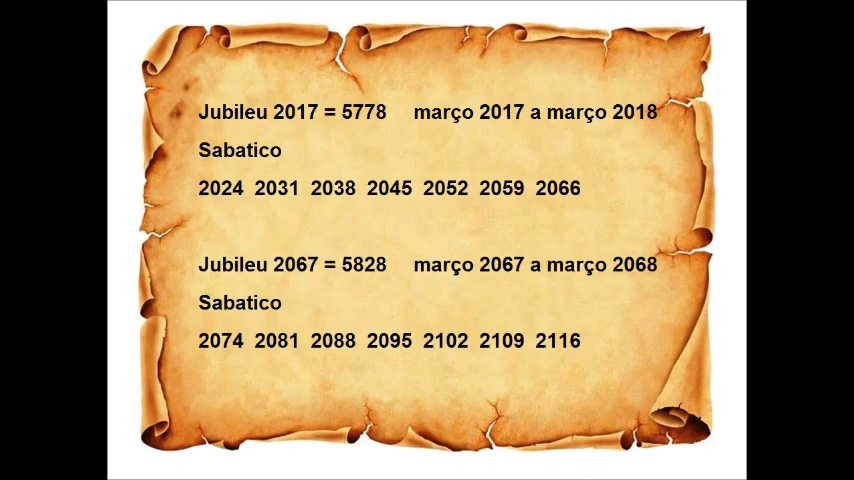 Jubileu 2017 = 5778 março 2017 a março 2018
Sabatico
2024 2031 2038 2045 2052 2059 2066
Jubileu 2067 = 5828 março 2067 a março 2068
Sabatico
2074 2081 2088 2095 2102 2109 2116